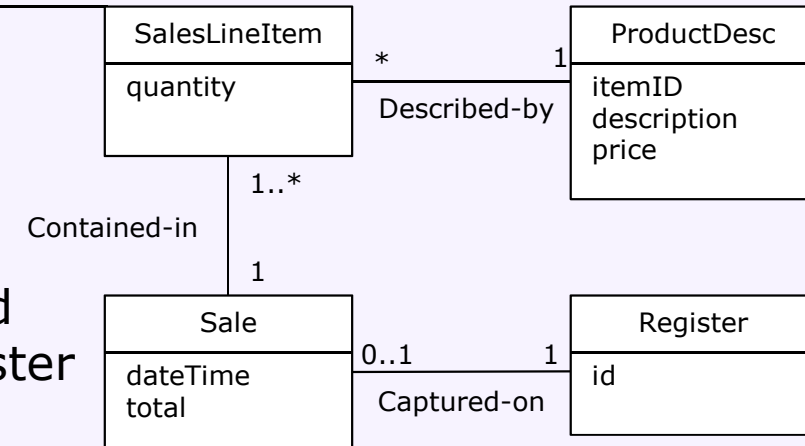 SalesLineItem
quantity
*
1
Described-by
ProductDesc
itemID
description
price
1..*
Contained-in
1
Sale
dateTime
total
0..1
1
Captured-on
Register
id